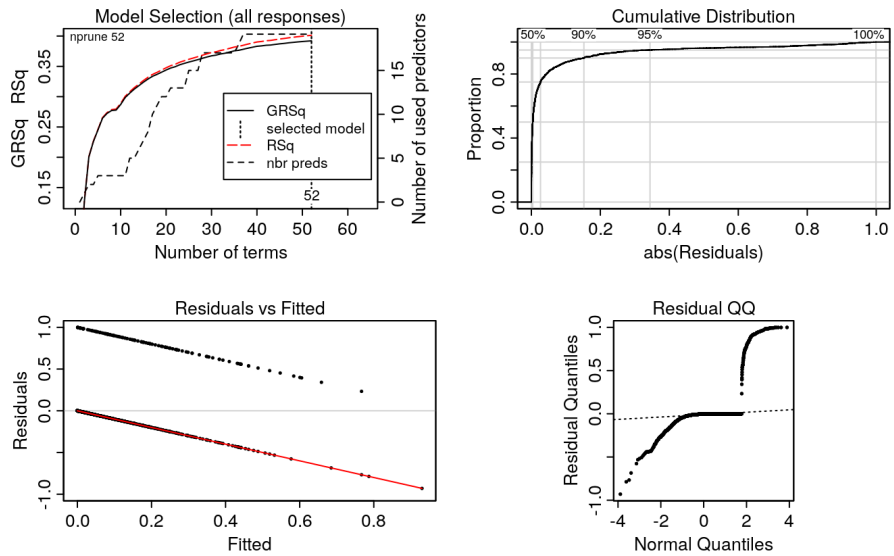 Model Selection (all responses)
nprune 52
0.15 0.25 0.35
GRSq RSq
0 5 10 15
Number of used predictors
GRSq
selected model
RSq
nbr preds
52
0 10 20 30 40 50 60
Number of terms
Cumulative Distribution
50% 90% 95% 100%
0.0 0.4 0.8
Proportion
0.0 0.2 0.4 0.6 0.8 1.0
abs(Residuals)
Residuals vs Fitted
-1.0 0.0 0.5 1.0
Residuals
0.0 0.2 0.4 0.6 0.8
Fitted
Residual QQ
-1.0 0.0 0.5 1.0
Residual Quantiles
-4 -2 0 2 4
Normal Quantiles